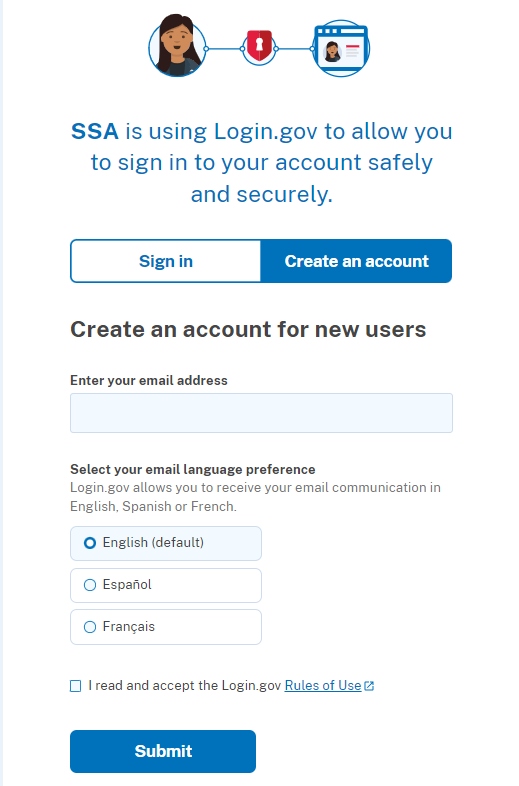 SSA is using Login.gov to allow you
to sign in to your account safely
and securely.
Sign in
Create an account
Create an account for new users
Enter your email address
Select your email language preference
Login.gov allows you to receive your email communication in
English, Spanish or French.
English (default)
Español
Français
I read and accept the Login.gov Rules of Use
Submit